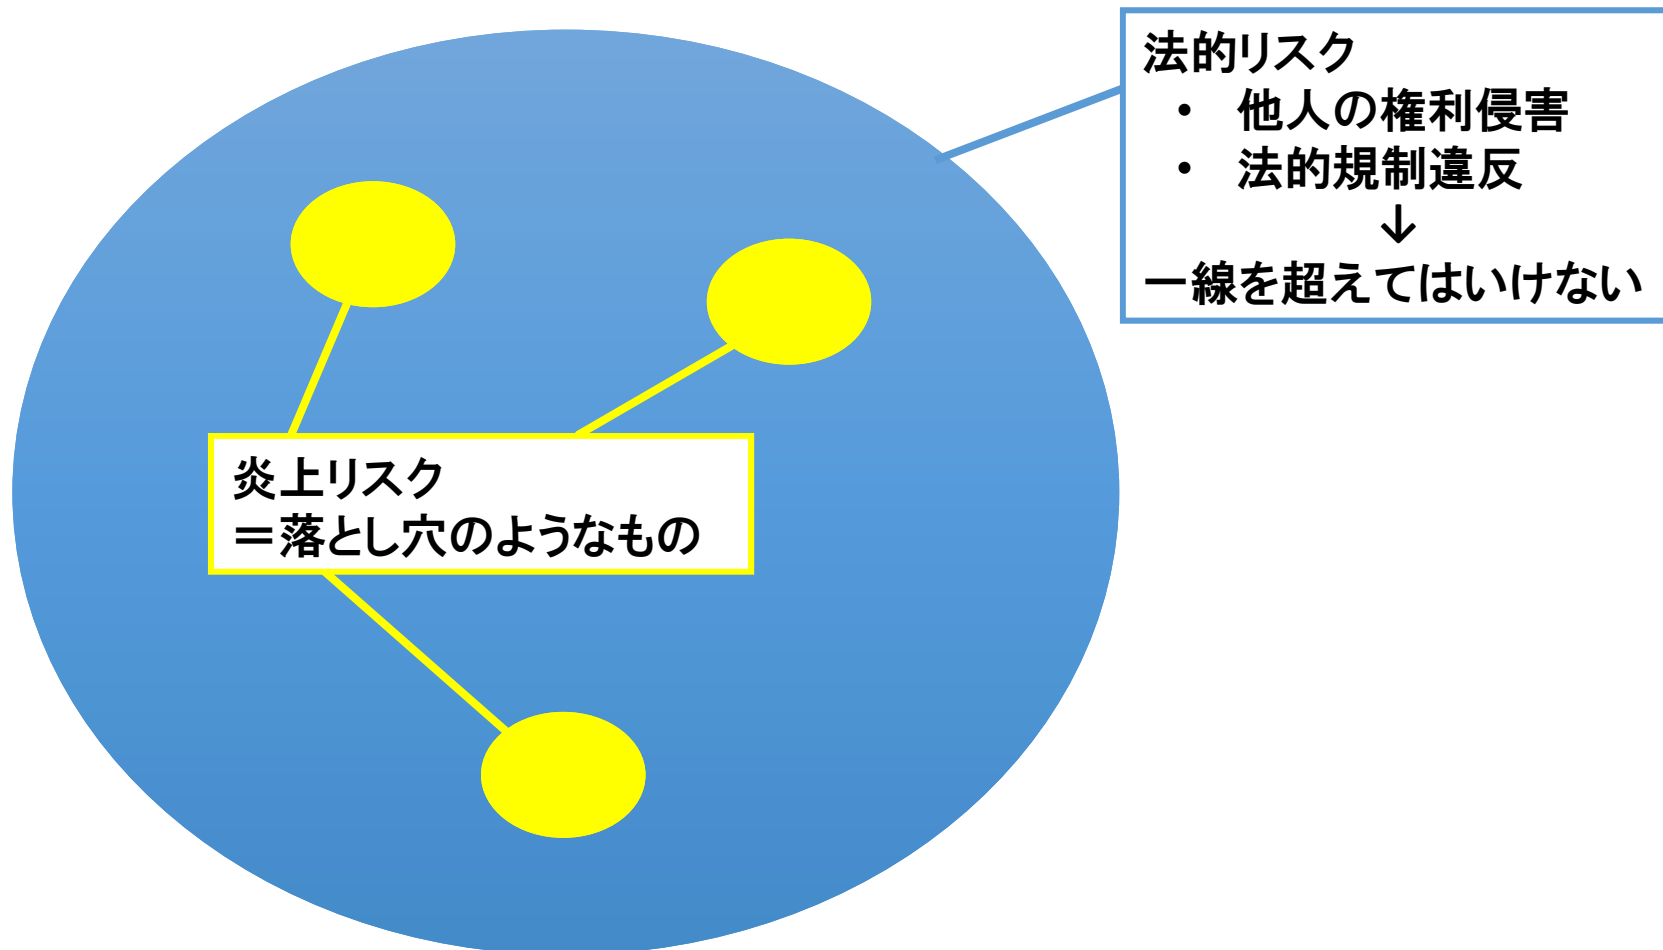 法的リスク
• 他人の権利侵害
• 法的規制違反
↓
一線を超えてはいけない
炎上リスク
＝落とし穴のようなもの